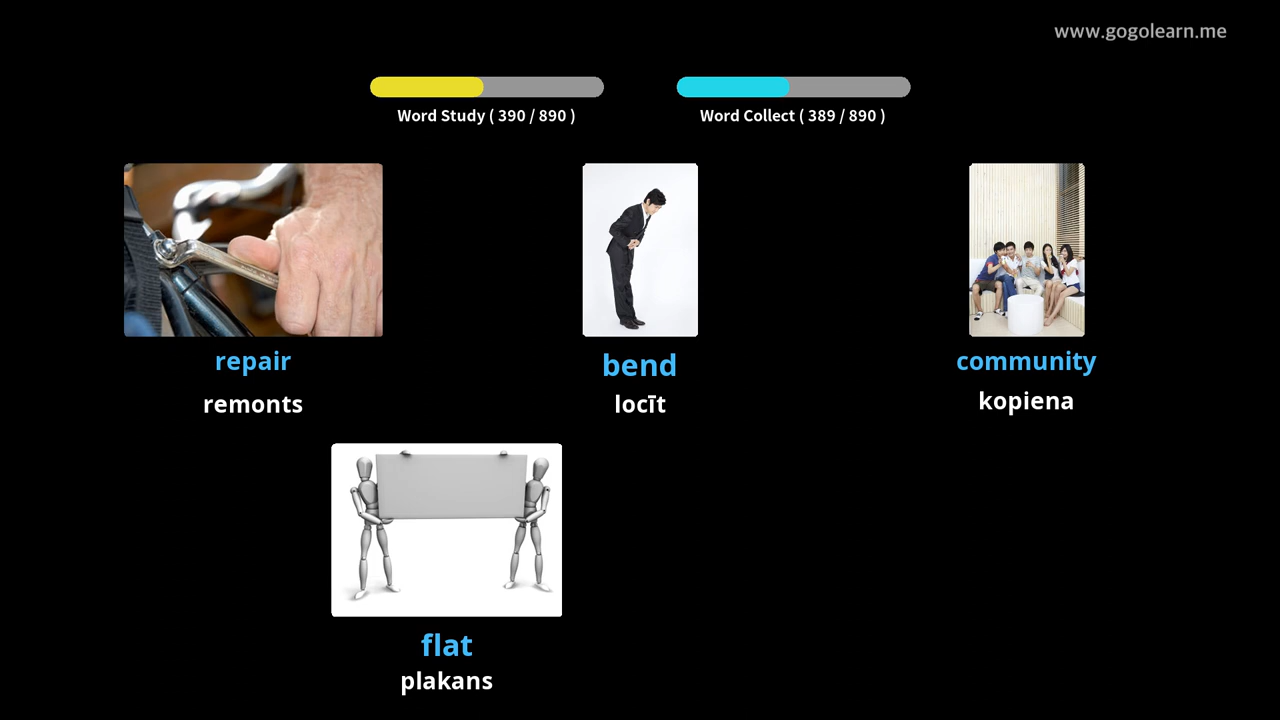 www.gogolearn.me
Word Study ( 390 / 890 )
Word Collect ( 389 / 890 )
repair
remonts
bend
locīt
community
kopiena
flat
plakans